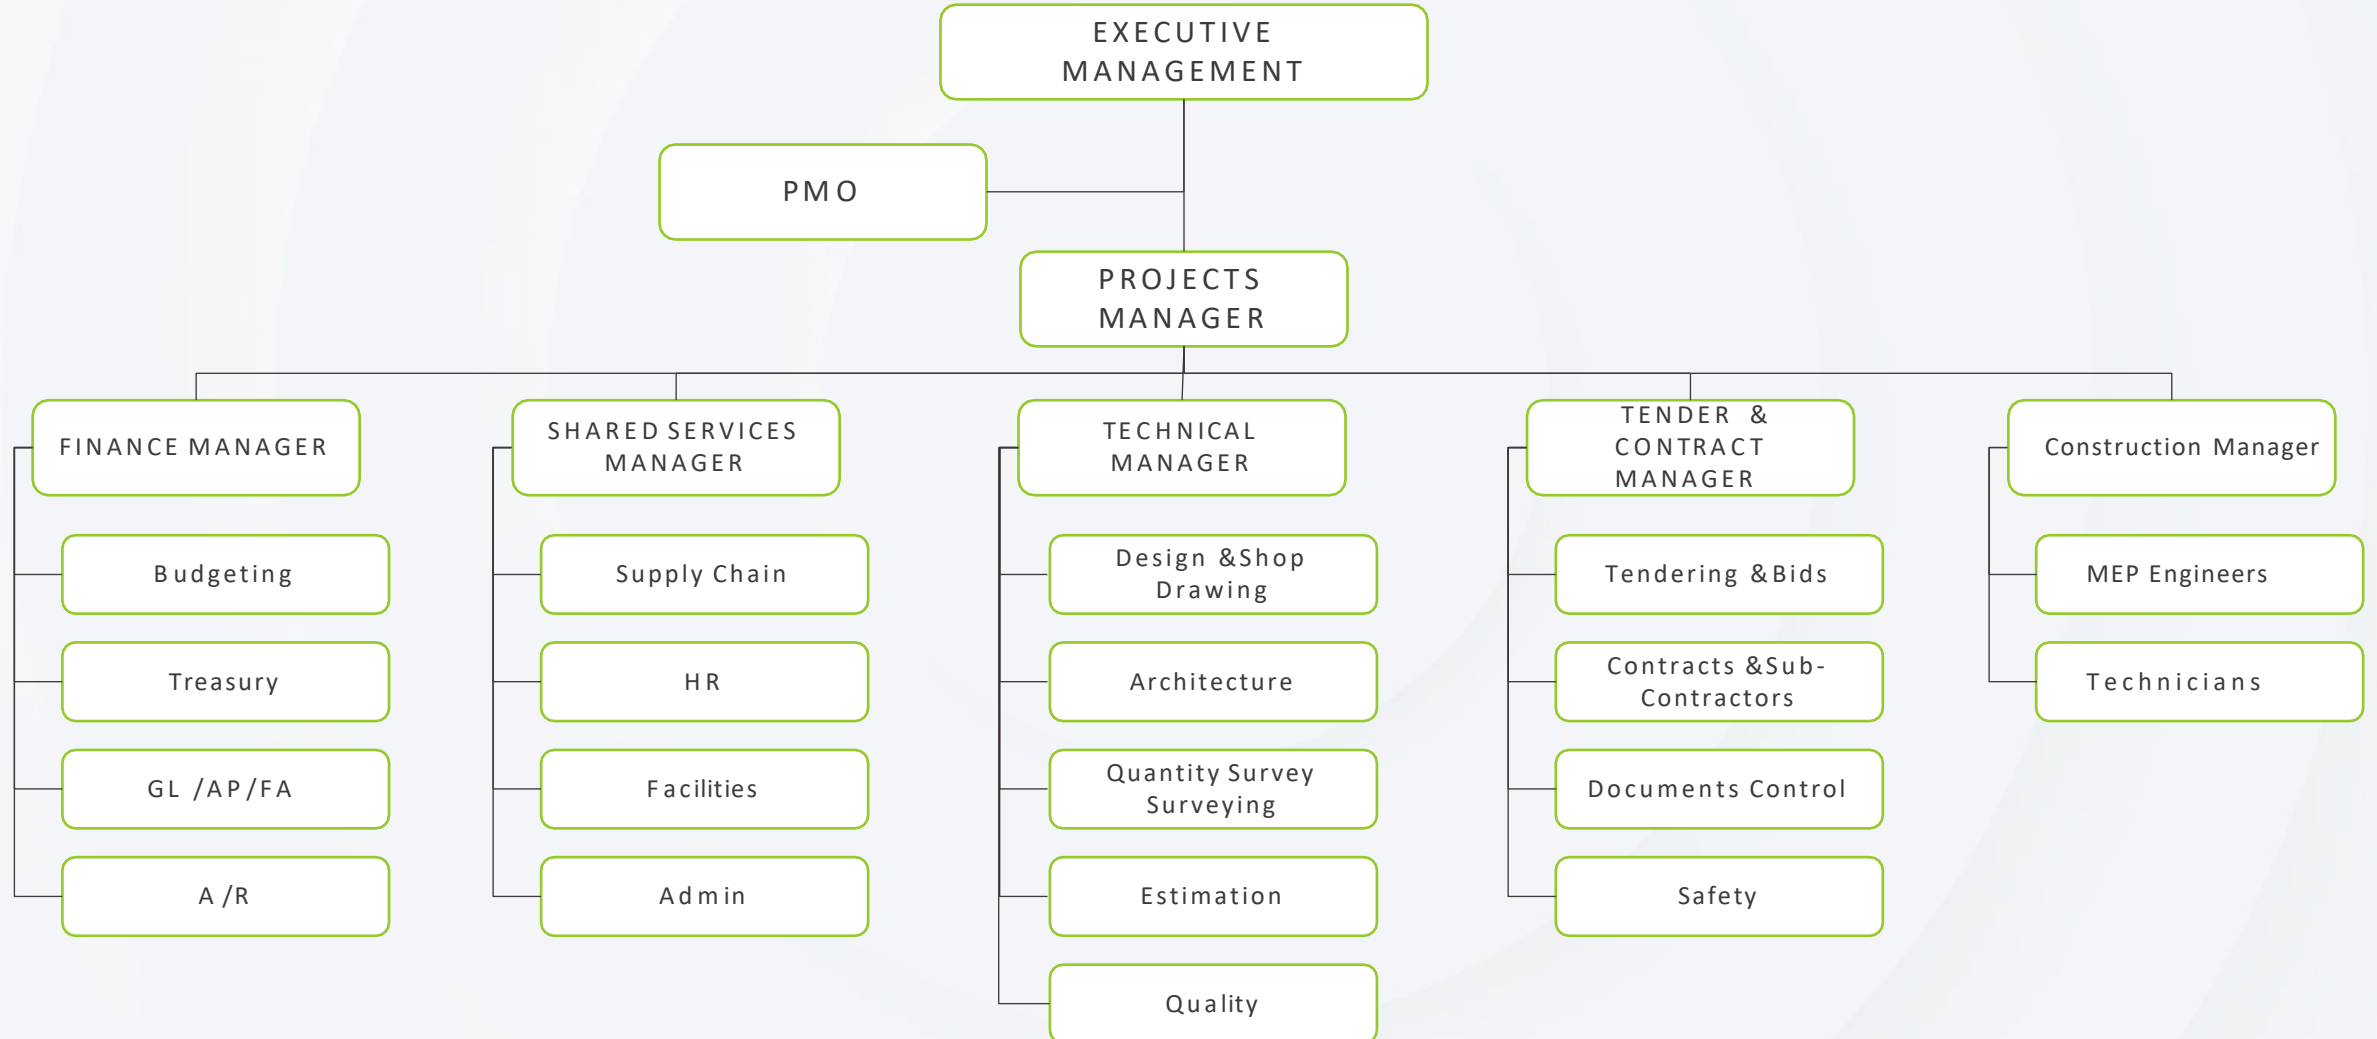 EXECUTIVE
MANAGEMENT
PMO
PROJECTS
MANAGER
FINANCE MANAGER
SHARED SERVICES
MANAGER
TECHNICAL
MANAGER
TENDER &
CONTRACT
MANAGER
Construction Manager
Budgeting
Treasury
GL /AP/FA
A /R
Supply Chain
HR
Facilities
Admin
Design &Shop
Drawing
Architecture
Quantity Survey
Surveying
Estimation
Quality
Tendering &Bids
Contracts &Sub-
Contractors
Documents Control
Safety
MEP Engineers
Technicians